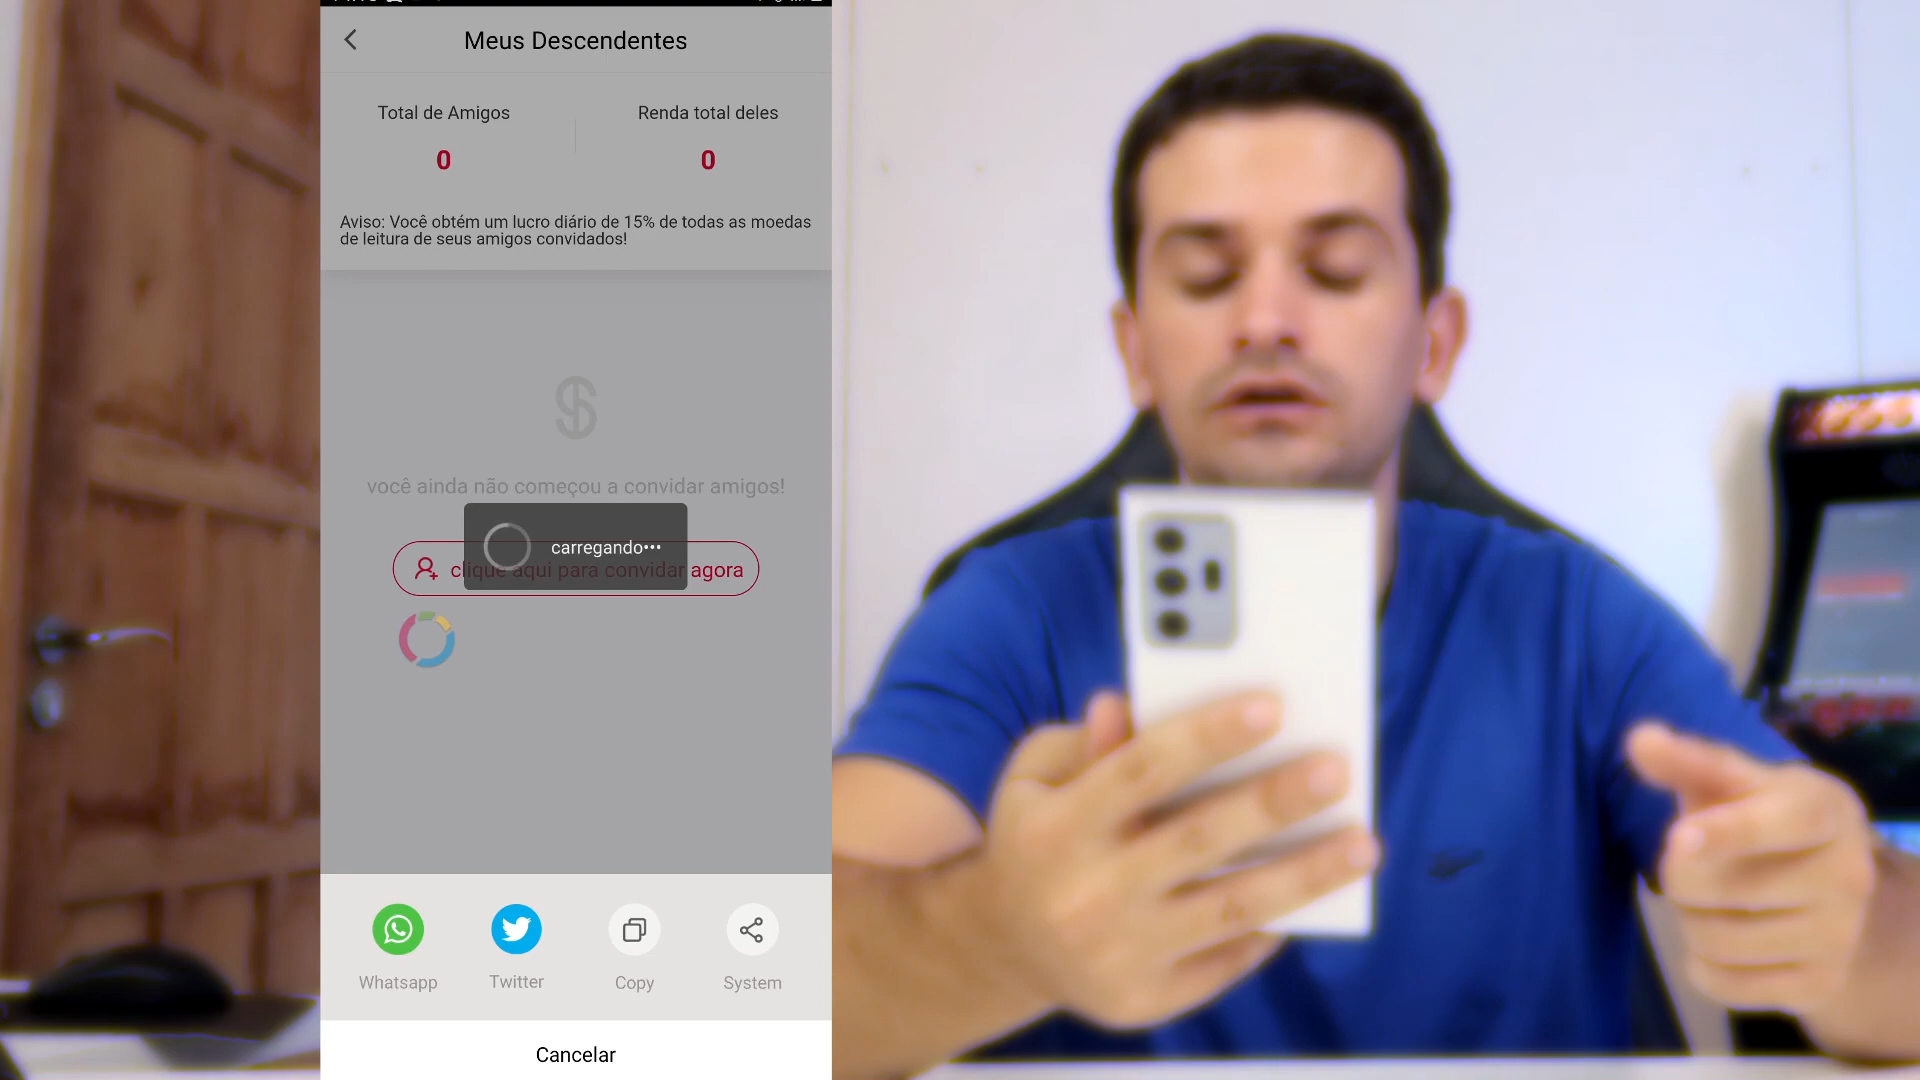 Meus Descendentes
Total de Amigos
Renda total deles
0
0
Aviso: Você obtém um lucro diário de 15% de todas as moedas
de leitura de seus amigos convidados!
você ainda não começou a convidar amigos!
carregando•••
clique aqui para convidar agora
Whatsapp
Twitter
Copy
System
Cancelar